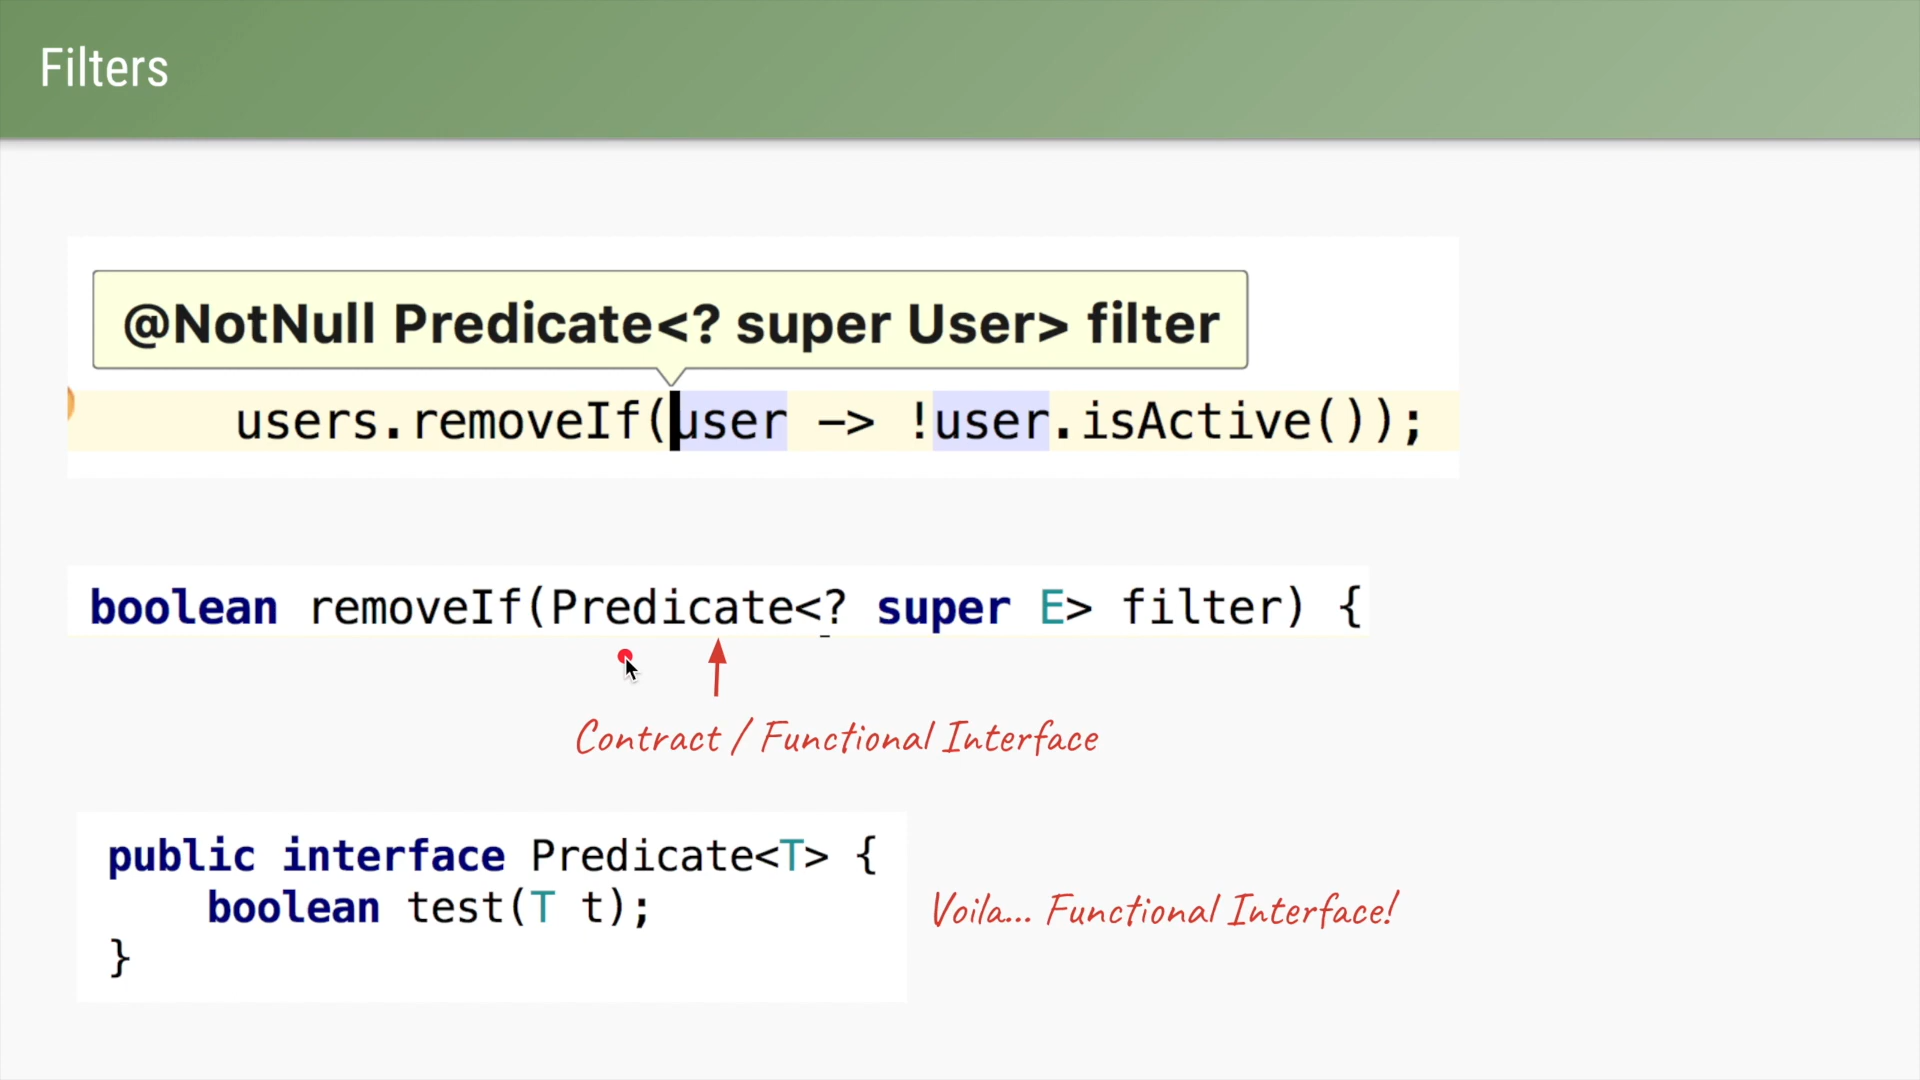 Filters
@NotNull Predicate<? super User> filter
users.removeIf(user -> !user.isActive());
boolean removeIf(Predicate<? super E> filter) {
Contract / Functional Interface
public interface Predicate<T> {
boolean test(T t);
}
Voila... Functional Interface!